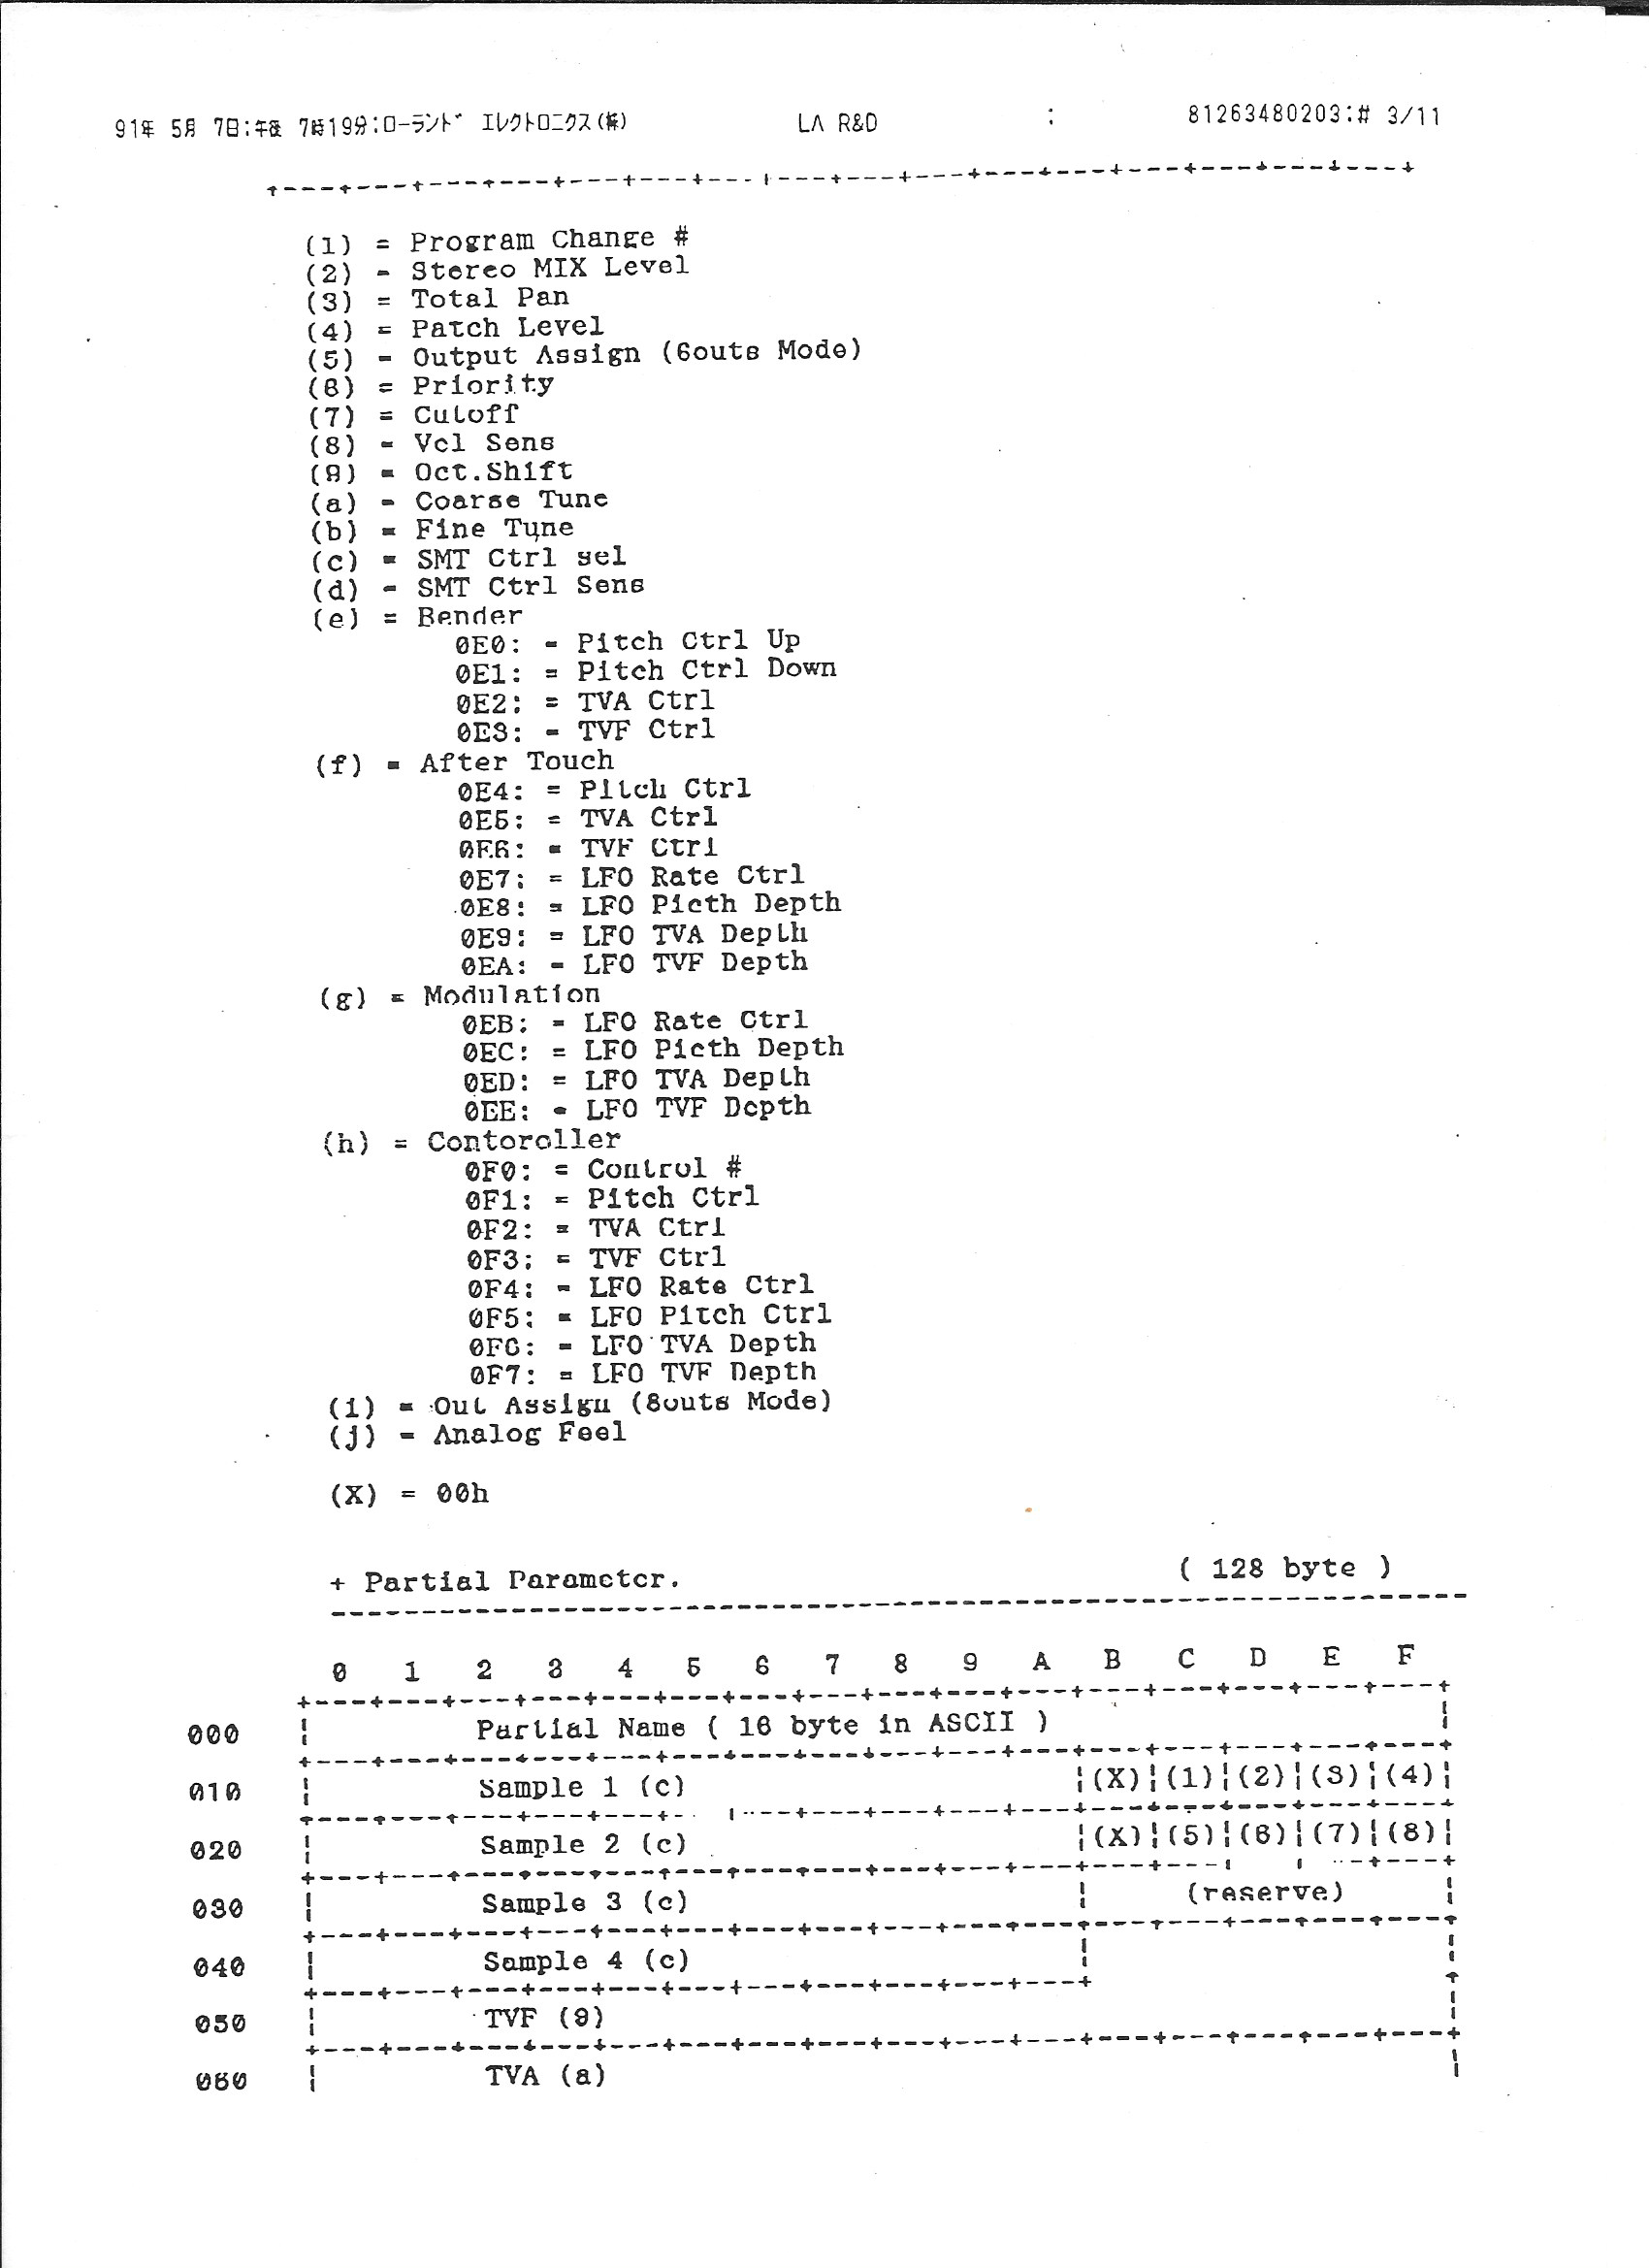 91年 5月 7日:午後 7時19分:ローランド エレクトロニクス(株) LA R&D : 81263480203:# 3/11
(1) = Program Change #
(2) = Stereo MIX Level
(3) = Total Pan
(4) = Patch Level
(5) = Output Assign (6outs Mode)
(6) = Priority
(7) = Cutoff
(8) = Vel Sens
(9) = Oct.Shift
(a) = Coarse Tune
(b) = Fine Tune
(c) = SMT Ctrl sel
(d) = SMT Ctrl Sens
(e) = Bender
0E0: = Pitch Ctrl Up
0E1: = Pitch Ctrl Down
0E2: = TVA Ctrl
0E3: = TVF Ctrl
(f) = After Touch
0E4: = Pitch Ctrl
0E5: = TVA Ctrl
0E6: = TVF Ctrl
0E7: = LFO Rate Ctrl
0E8: = LFO Picth Depth
0E9: = LFO TVA Depth
0EA: = LFO TVF Depth
(g) = Modulation
0EB: = LFO Rate Ctrl
0EC: = LFO Picth Depth
0ED: = LFO TVA Depth
0EE: = LFO TVF Depth
(h) = Contoroller
0F0: = Control #
0F1: = Pitch Ctrl
0F2: = TVA Ctrl
0F3: = TVF Ctrl
0F4: = LFO Rate Ctrl
0F5: = LFO Pitch Ctrl
0F6: = LFO TVA Depth
0F7: = LFO TVF Depth
(i) = Out Assign (8outs Mode)
(j) = Analog Feel
(X) = 00h
+ Partial Parameter. ( 128 byte )
0 1 2 3 4 5 6 7 8 9 A B C D E F
000 Partial Name ( 16 byte in ASCII )
010 Sample 1 (c) (X) (1) (2) (3) (4)
020 Sample 2 (c) (X) (5) (6) (7) (8)
030 Sample 3 (c) (reserve)
040 Sample 4 (c)
050 TVF (9)
060 TVA (a)